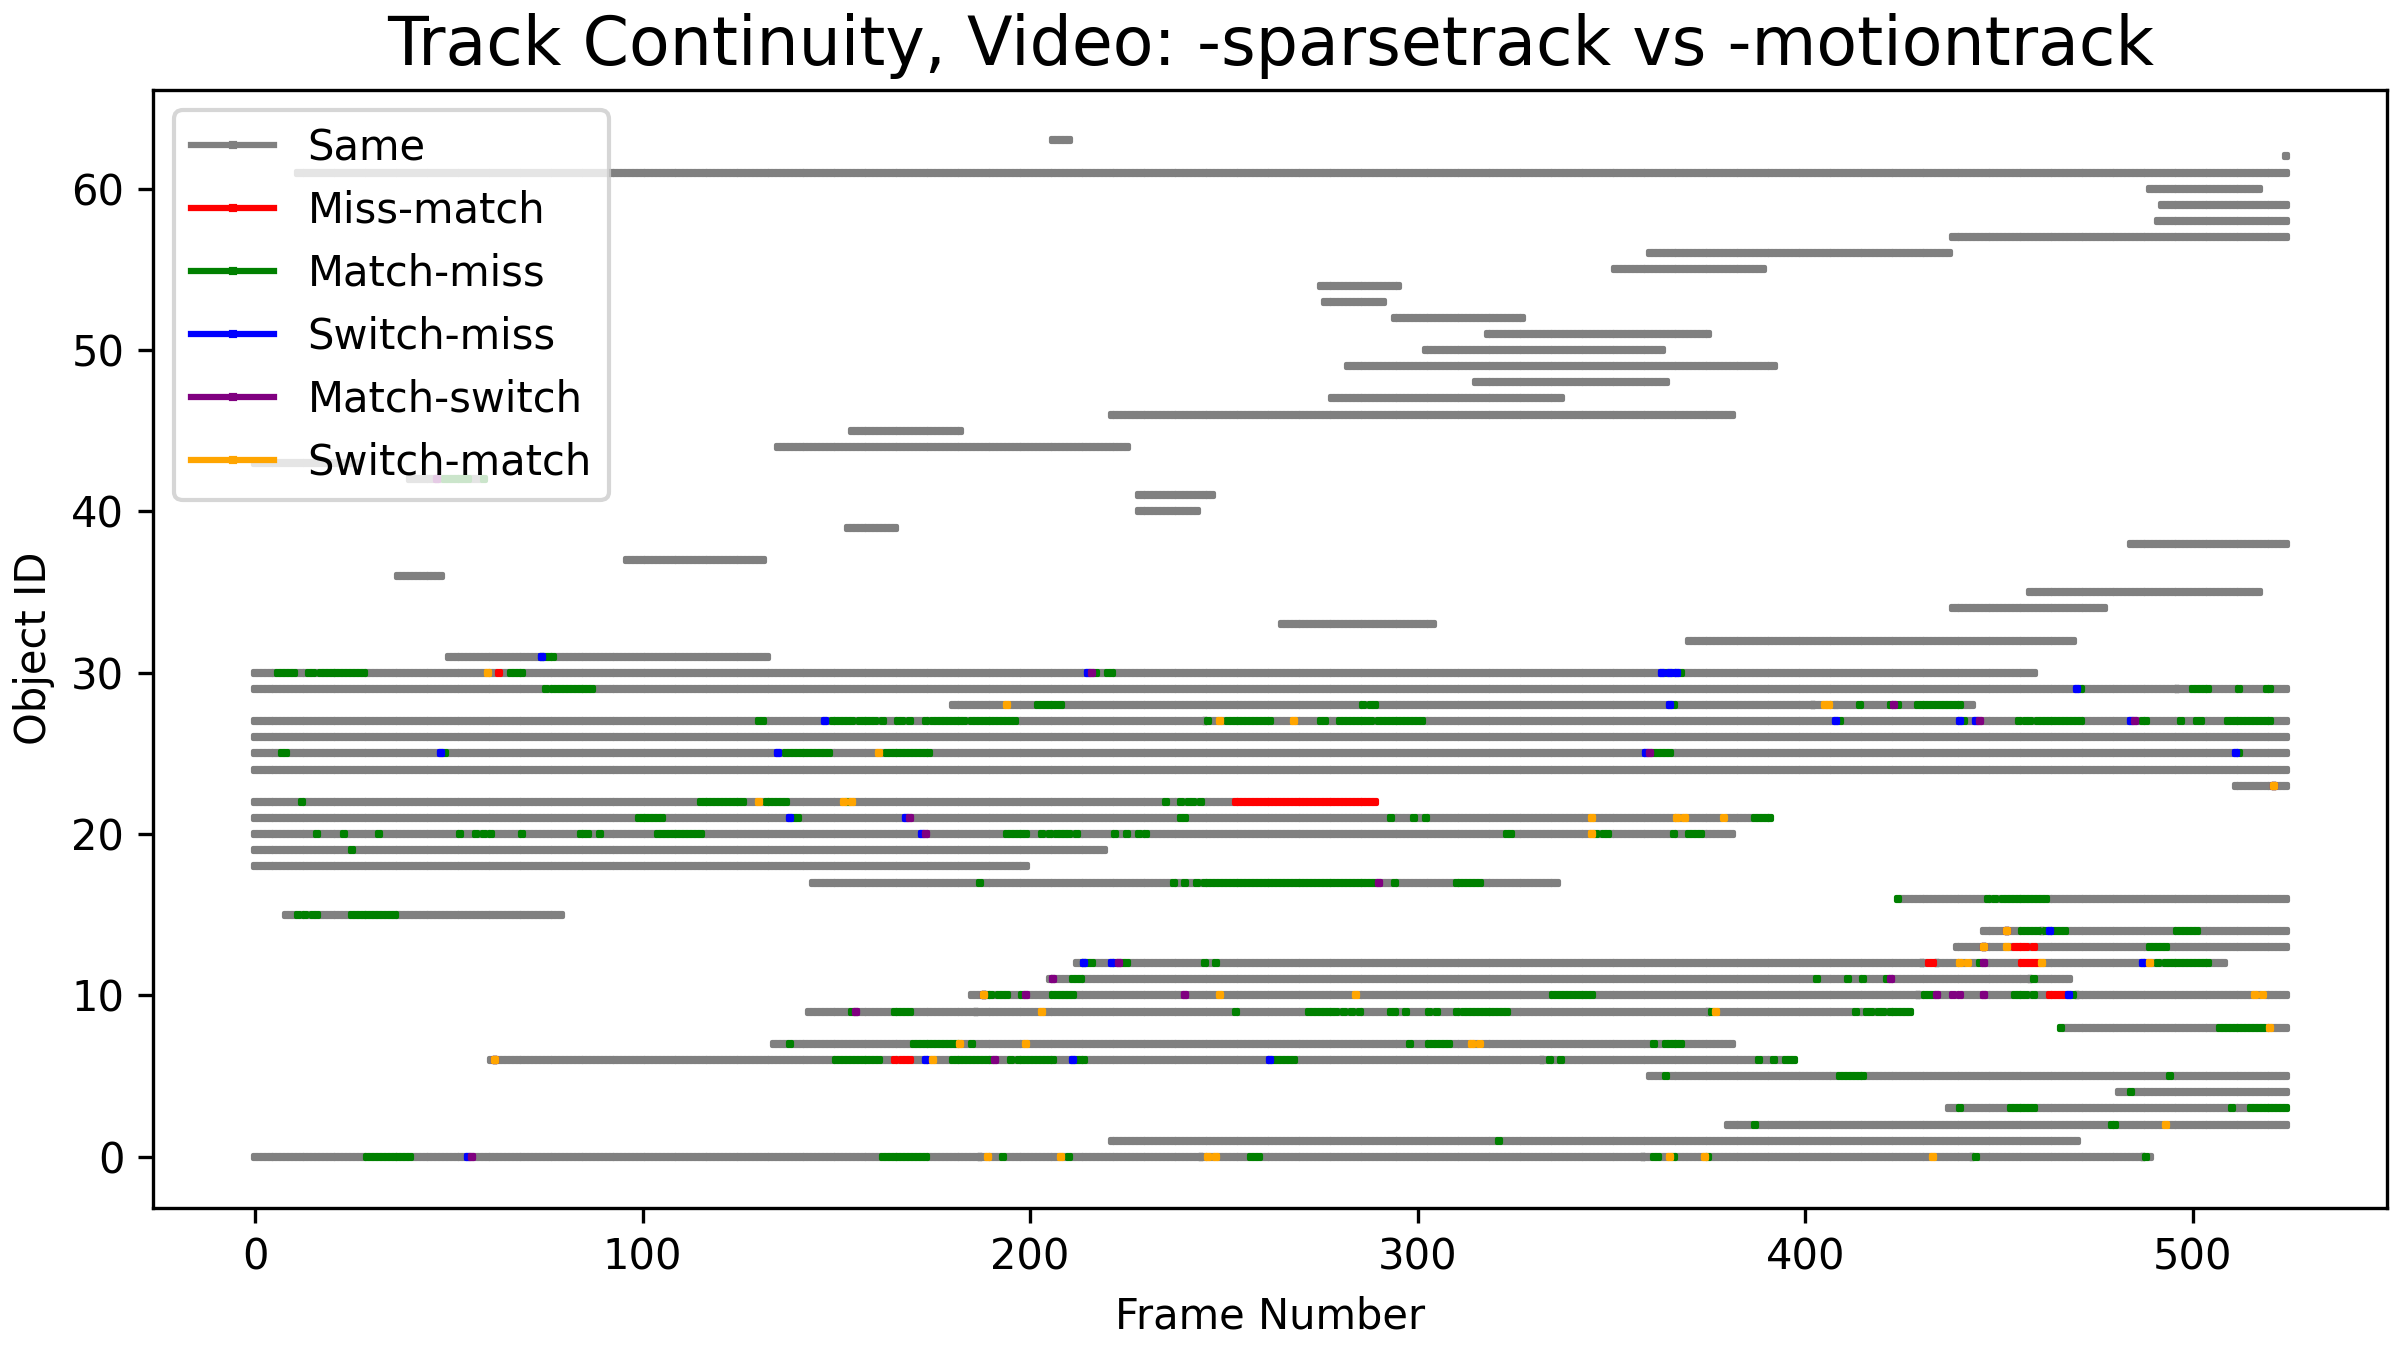 Track Continuity, Video: -sparsetrack vs -motiontrack
Same
Miss-match
Match-miss
Switch-miss
Match-switch
Switch-match
60
50
40
30
20
10
0
Object ID
0 100 200 300 400 500
Frame Number